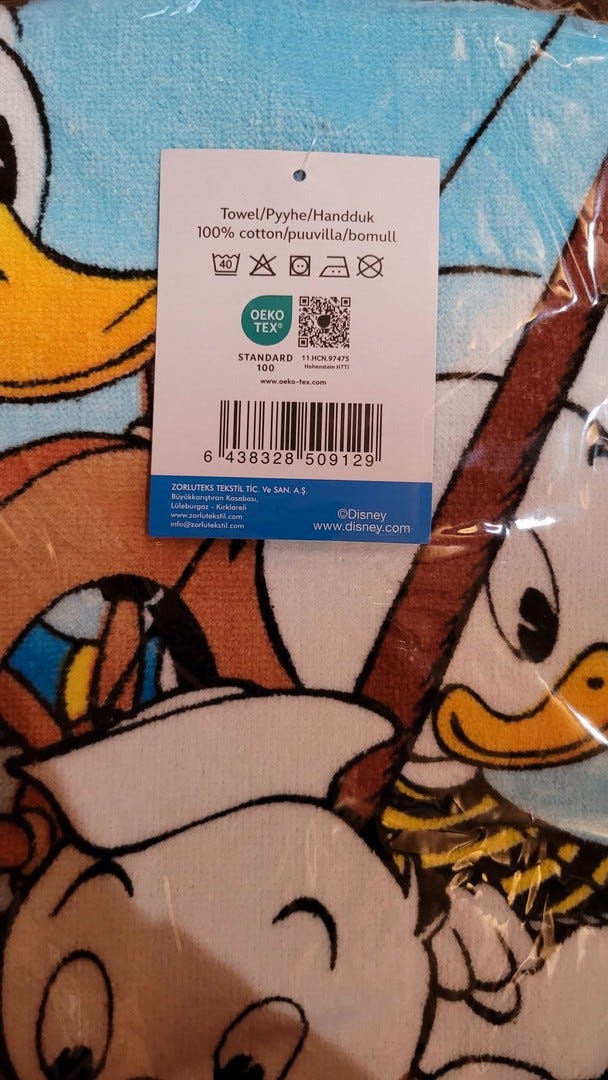 Towel/Pyyhe/Handduk
100% cotton/puuvilla/bomull
40
OEKO
TEX®
STANDARD
100
11.HCN.97475
Hohenstein HTTI
www.oeko-tex.com
6 438328 509129
ZORLUTEKS TEKSTİL TİC. Ve SAN. A.Ş.
Büyükkarıştıran Kasabası,
Lüleburgaz - Kırklareli
www.zorlutekstil.com
info@zorlutekstil.com
©Disney
www.disney.com